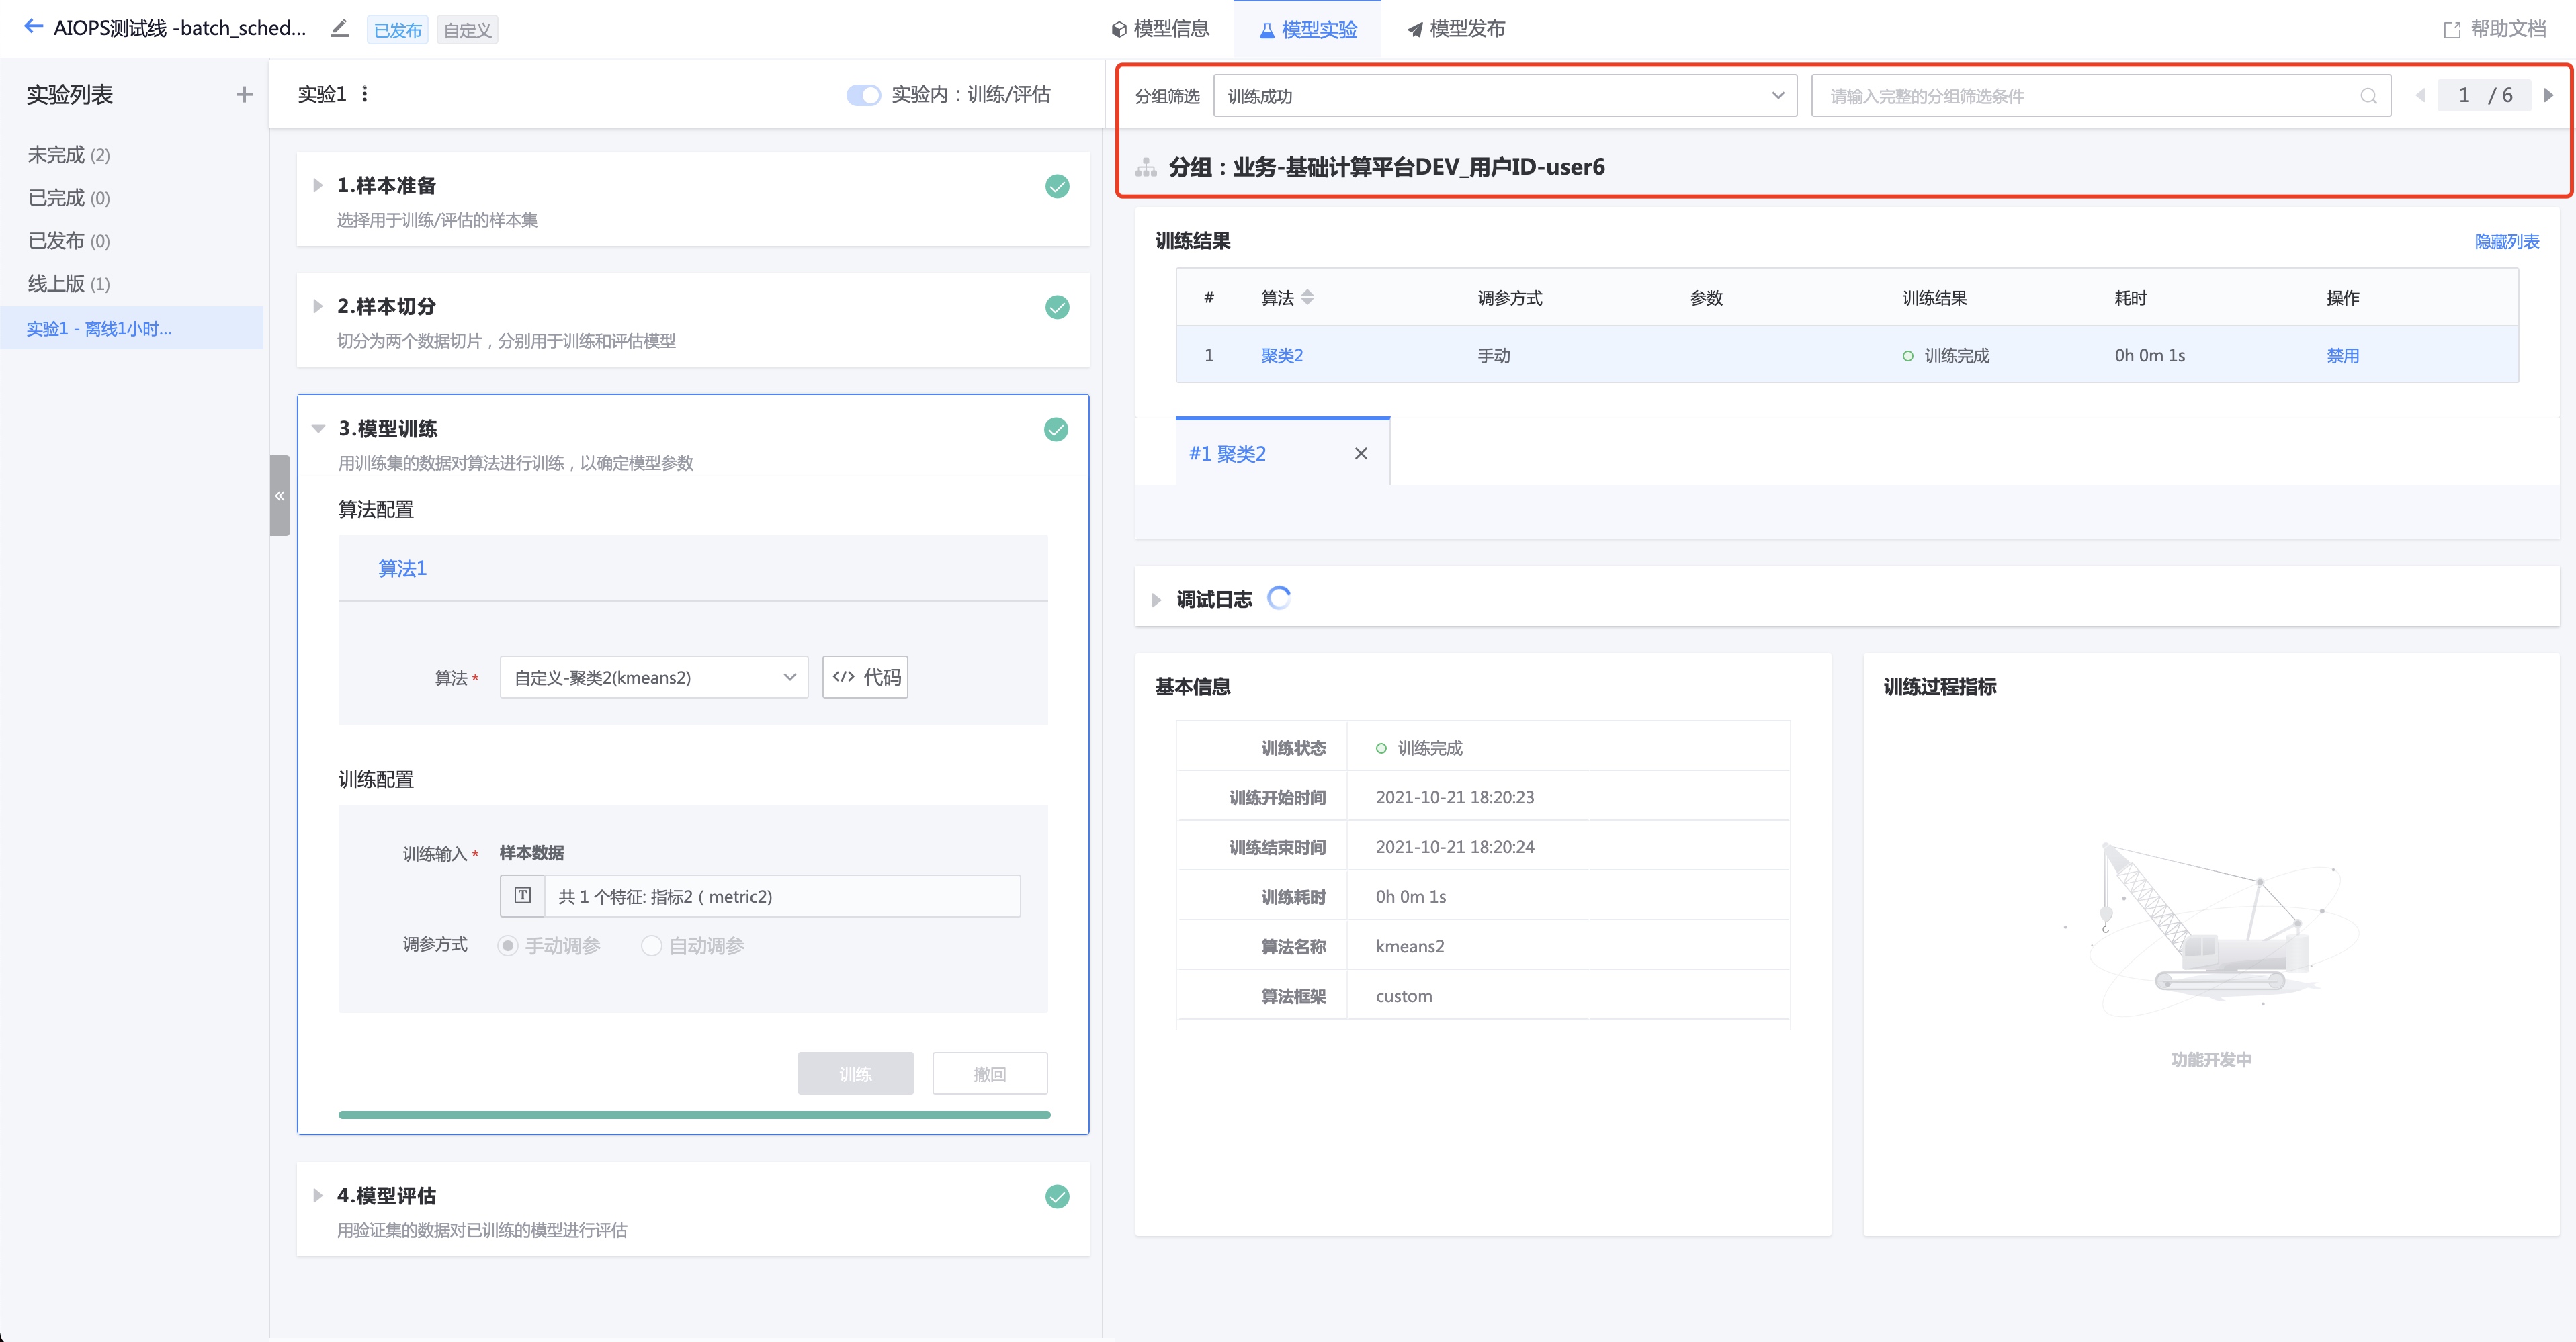 AIOPS测试线 -batch_sched...
已发布
自定义
模型信息
模型实验
模型发布
帮助文档
实验列表
未完成 (2)
已完成 (0)
已发布 (0)
线上版 (1)
实验1 - 离线1小时...
实验1
实验内：训练/评估
1.样本准备
选择用于训练/评估的样本集
2.样本切分
切分为两个数据切片，分别用于训练和评估模型
3.模型训练
用训练集的数据对算法进行训练，以确定模型参数
算法配置
算法1
算法 *
自定义-聚类2(kmeans2)
</> 代码
训练配置
训练输入 *
样本数据
共 1 个特征: 指标2 ( metric2)
调参方式
手动调参
自动调参
训练
撤回
4.模型评估
用验证集的数据对已训练的模型进行评估
分组筛选
训练成功
请输入完整的分组筛选条件
1 / 6
分组：业务-基础计算平台DEV_用户ID-user6
训练结果
隐藏列表
# 算法 调参方式 参数 训练结果 耗时 操作
1 聚类2 手动 训练完成 0h 0m 1s 禁用
#1 聚类2
调试日志
基本信息
训练状态 训练完成
训练开始时间 2021-10-21 18:20:23
训练结束时间 2021-10-21 18:20:24
训练耗时 0h 0m 1s
算法名称 kmeans2
算法框架 custom
训练过程指标
功能开发中